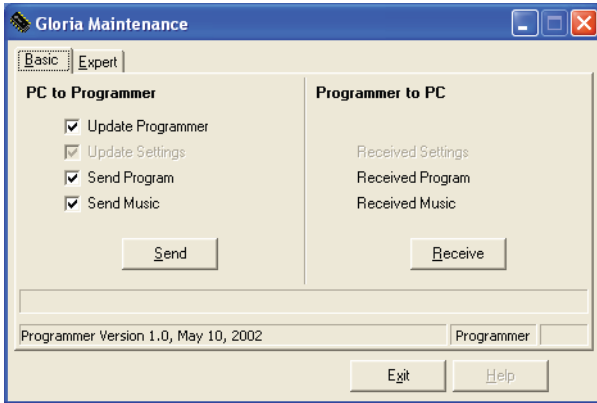 Gloria Maintenance
Basic Expert
PC to Programmer
Update Programmer
Update Settings
Send Program
Send Music
Send
Programmer to PC
Received Settings
Received Program
Received Music
Receive
Programmer Version 1.0, May 10, 2002 Programmer
Exit Help